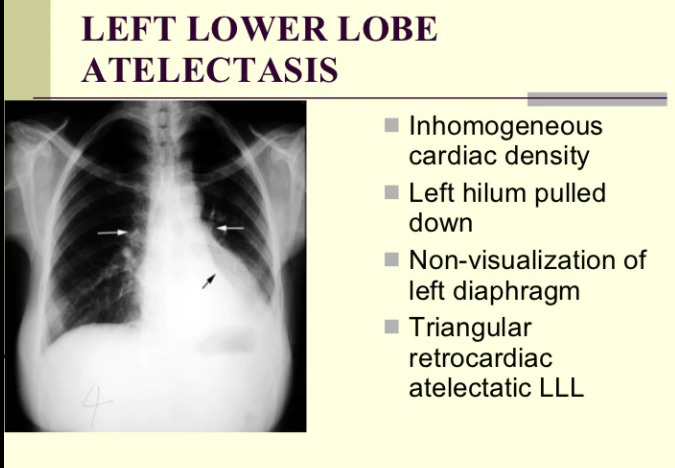 LEFT LOWER LOBE
ATELECTASIS
Inhomogeneous
cardiac density
Left hilum pulled
down
Non-visualization of
left diaphragm
Triangular
retrocardiac
atelectatic LLL
4